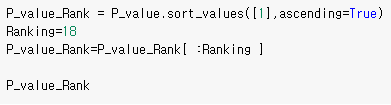 P_value_Rank = P_value.sort_values([1],ascending=True)
Ranking=18
P_value_Rank=P_value_Rank[ :Ranking ]
P_value_Rank